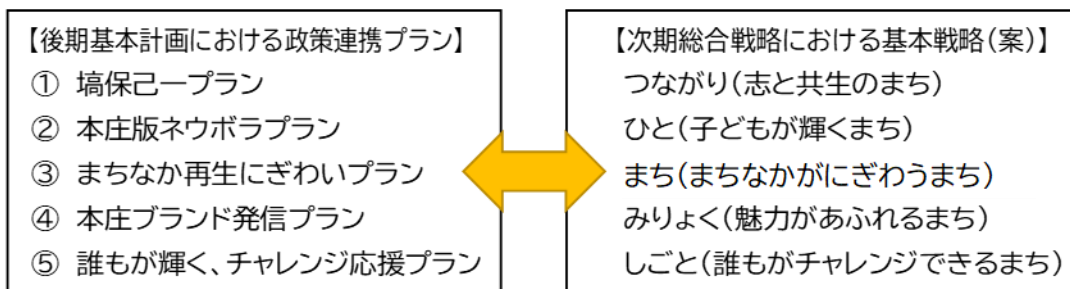 【後期基本計画における政策連携プラン】
① 塙保己一プラン
② 本庄版ネウボラプラン
③ まちなか再生にぎわいプラン
④ 本庄ブランド発信プラン
⑤ 誰もが輝く、チャレンジ応援プラン
【次期総合戦略における基本戦略(案)】
つながり(志と共生のまち)
ひと(子どもが輝くまち)
まち(まちなかがにぎわうまち)
みりょく(魅力があふれるまち)
しごと(誰もがチャレンジできるまち)